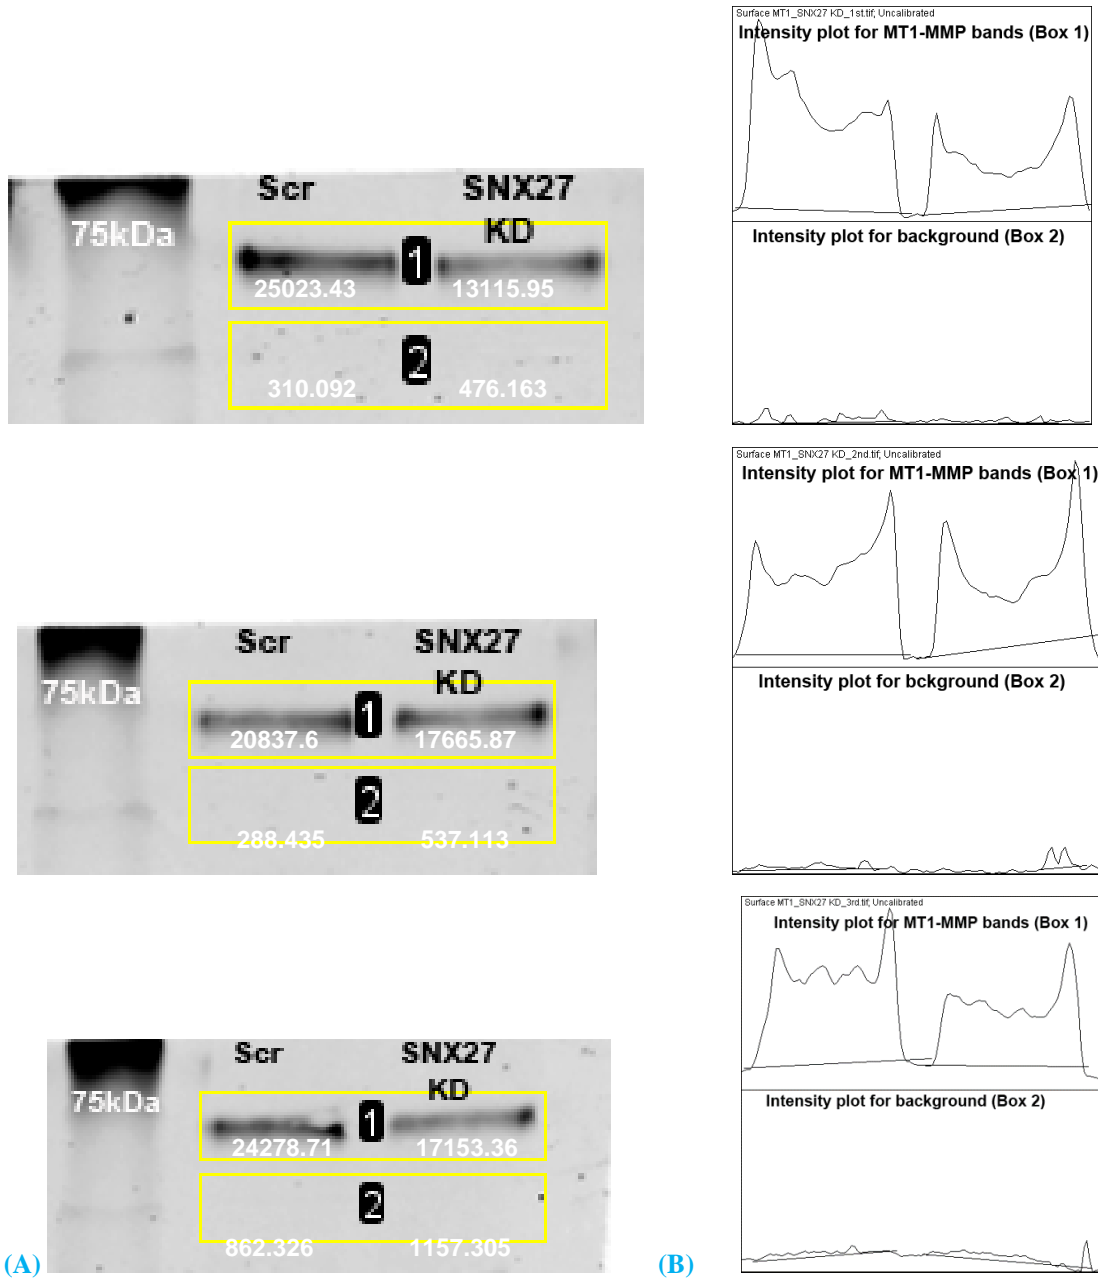 Scr SNX27
KD
75kDa
1
25023.43 13115.95
2
310.092 476.163
Scr SNX27
KD
75kDa
1
20837.6 17665.87
2
288.435 537.113
Scr SNX27
KD
75kDa
1
24278.71 17153.36
2
862.326 1157.305
(A)
Surface MT1_SNX27 KD_1st.tif; Uncalibrated
Intensity plot for MT1-MMP bands (Box 1)
Intensity plot for background (Box 2)
Surface MT1_SNX27 KD_2nd.tif; Uncalibrated
Intensity plot for MT1-MMP bands (Box 1)
Intensity plot for bckground (Box 2)
Surface MT1_SNX27 KD_3rd.tif; Uncalibrated
Intensity plot for MT1-MMP bands (Box 1)
Intensity plot for background (Box 2)
(B)